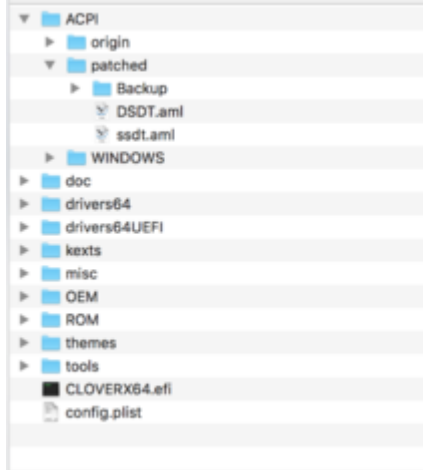 ACPI
origin
patched
Backup
DSDT.aml
ssdt.aml
WINDOWS
doc
drivers64
drivers64UEFI
kexts
misc
OEM
ROM
themes
tools
CLOVERX64.efi
config.plist